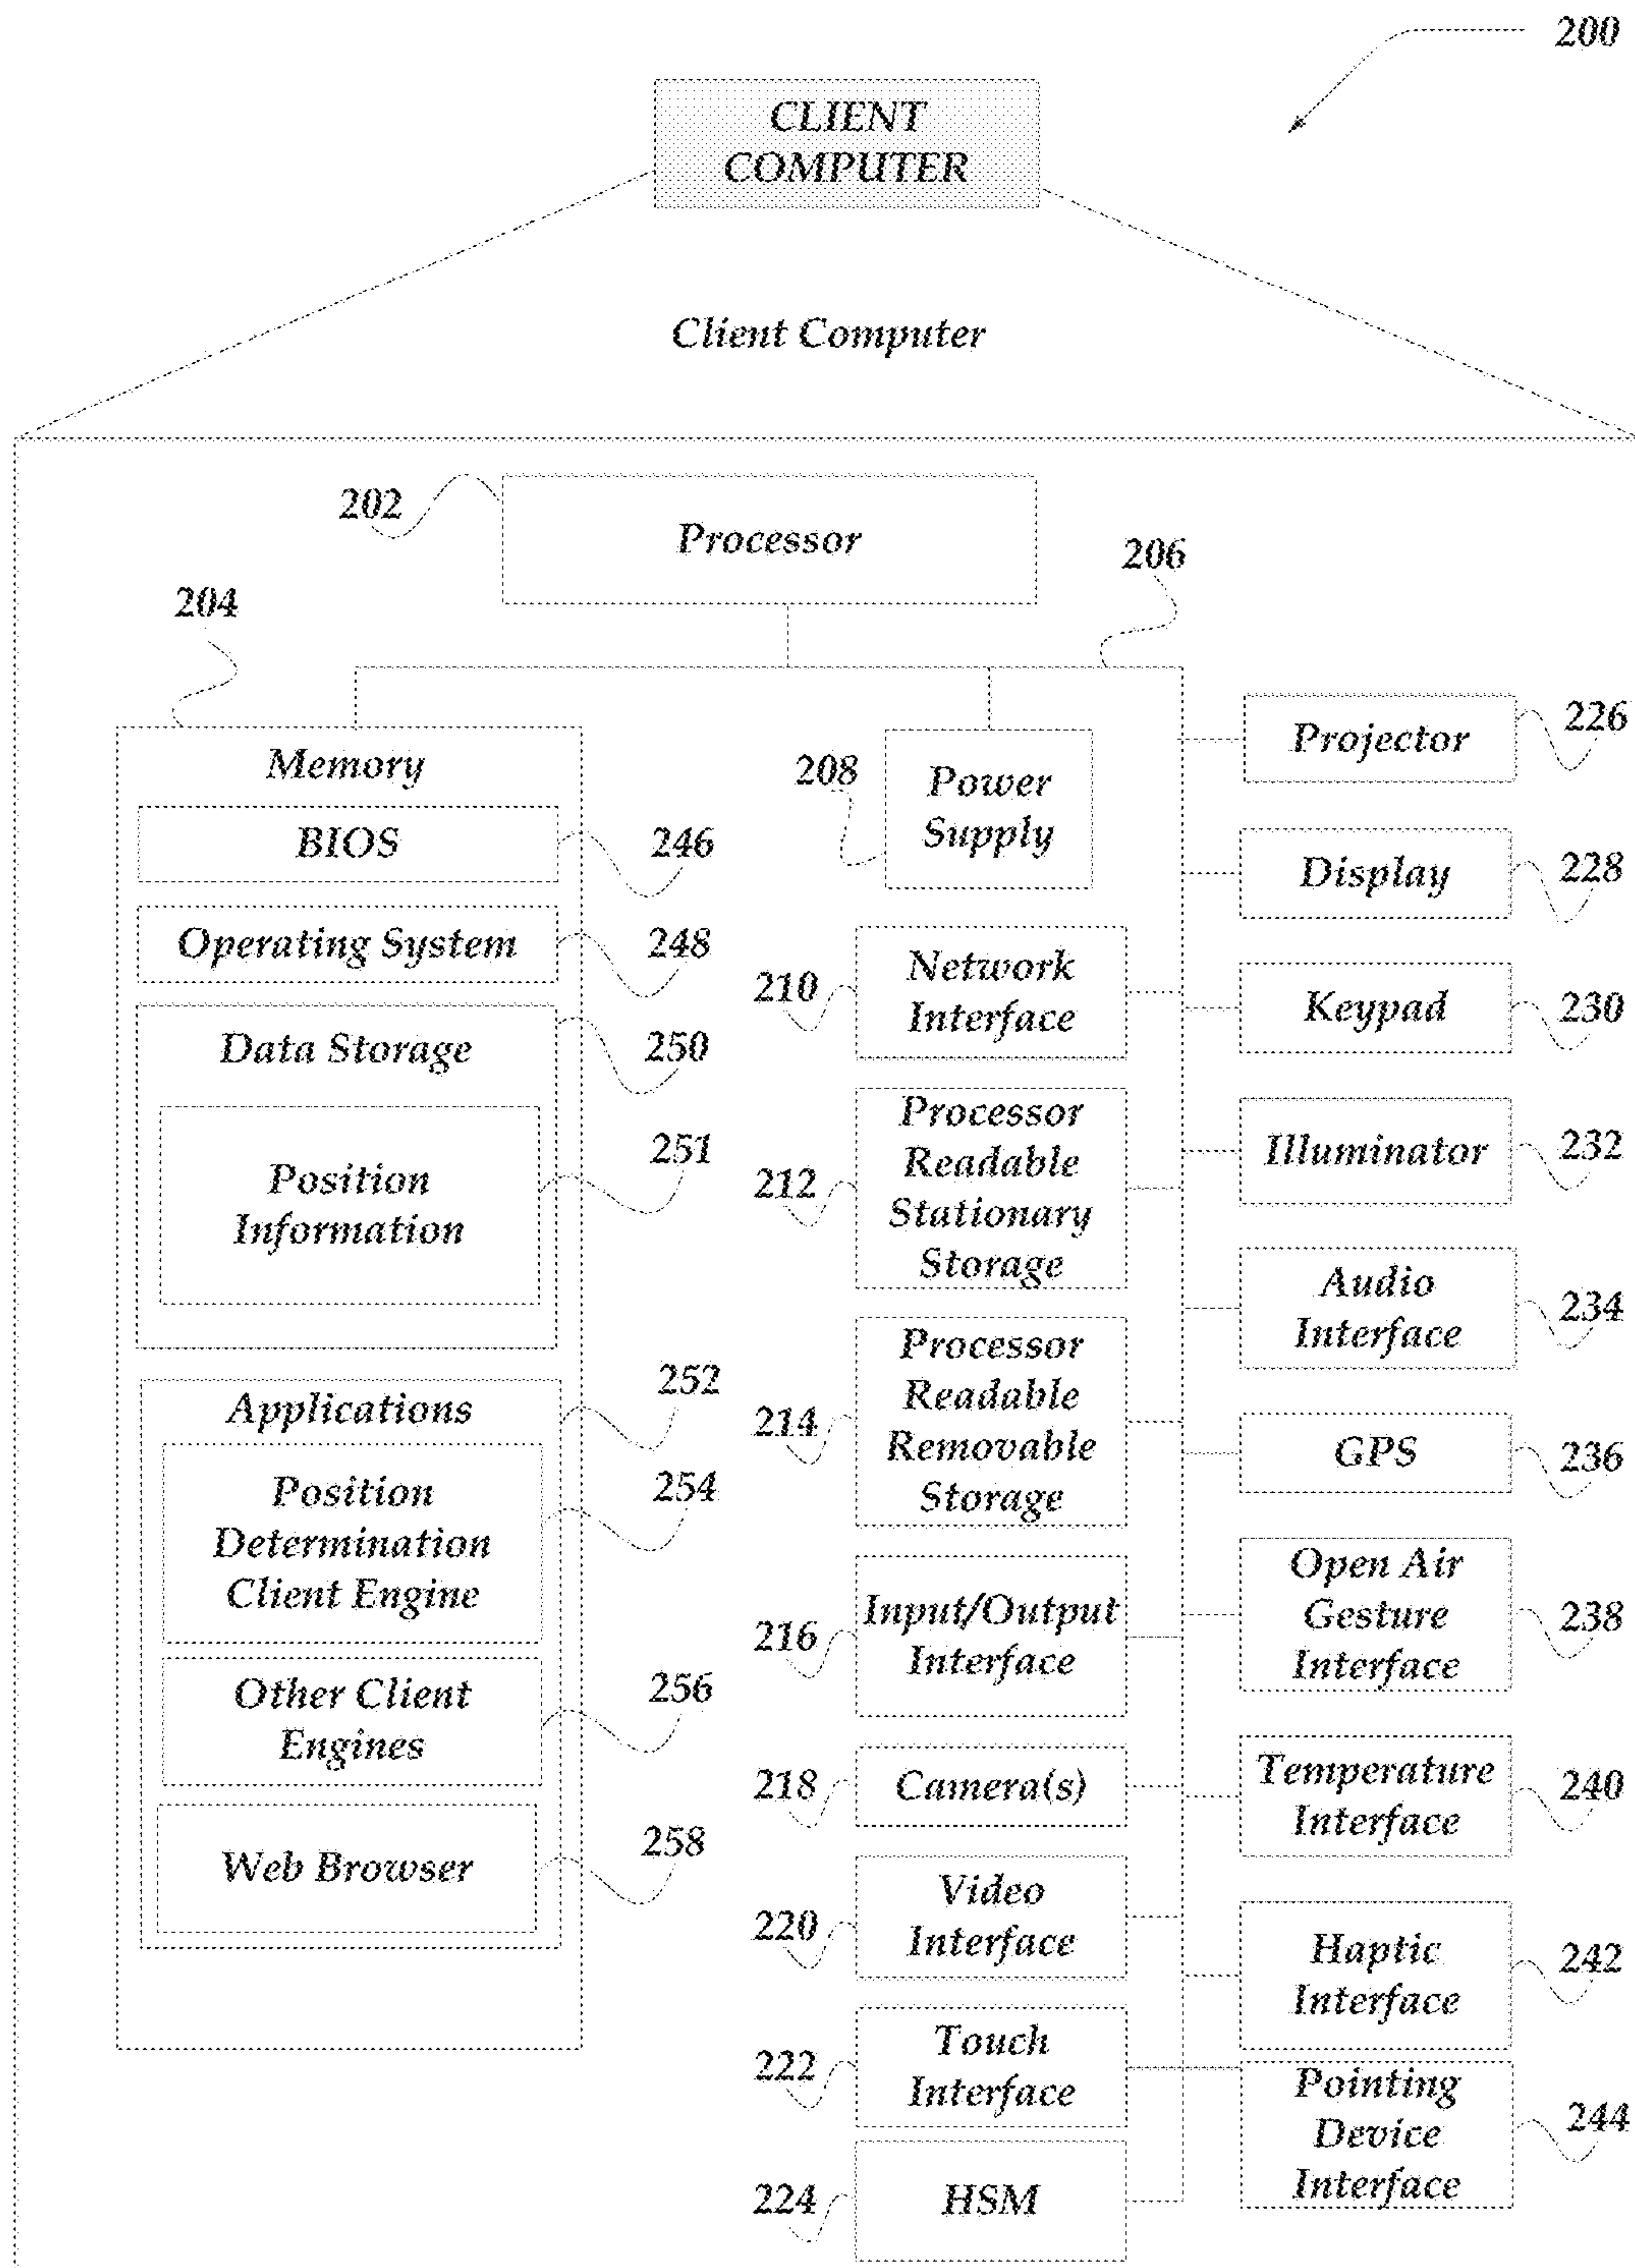 200
CLIENT
COMPUTER
Client Computer
202
Processor
206
204
Memory
BIOS
246
Operating System
248
Data Storage
250
Position
Information
251
Applications
252
Position
Determination
Client Engine
254
Other Client
Engines
256
Web Browser
258
208
Power
Supply
210
Network
Interface
212
Processor
Readable
Stationary
Storage
214
Processor
Readable
Removable
Storage
216
Input/Output
Interface
218
Camera(s)
220
Video
Interface
222
Touch
Interface
224
HSM
Projector
226
Display
228
Keypad
230
Illuminator
232
Audio
Interface
234
GPS
236
Open Air
Gesture
Interface
238
Temperature
Interface
240
Haptic
Interface
242
Pointing
Device
Interface
244